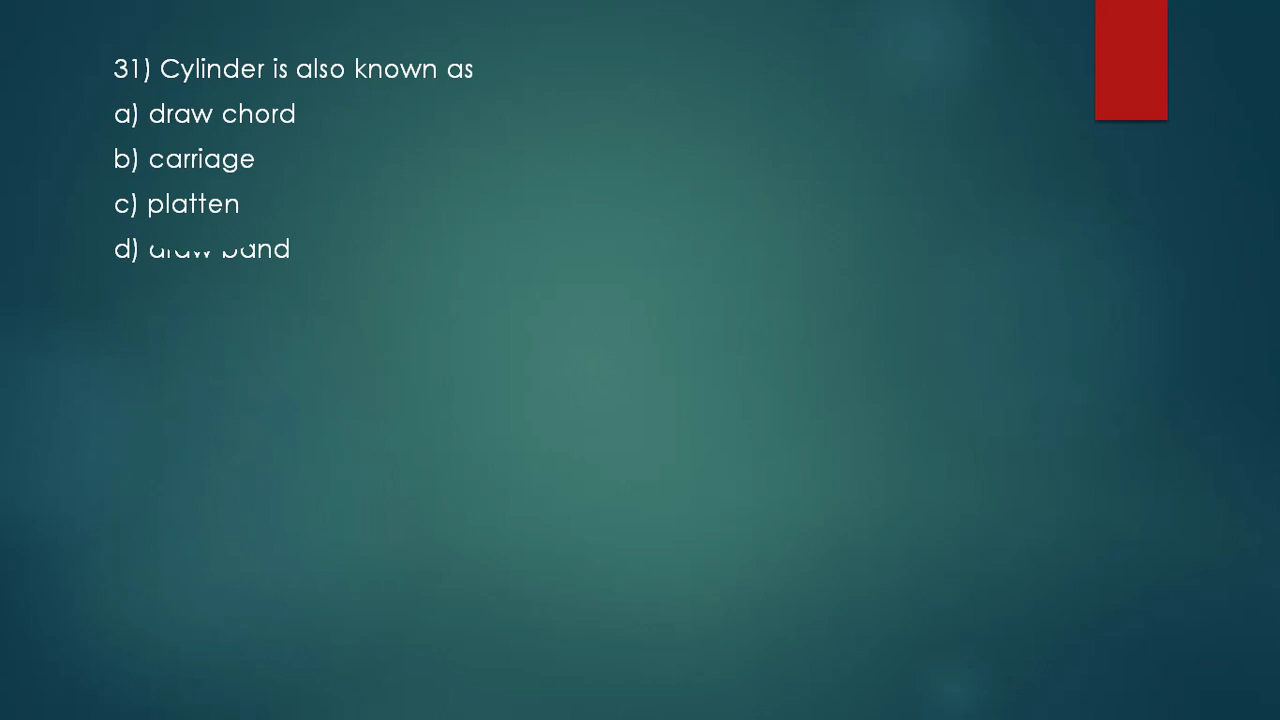 31) Cylinder is also known as
a) draw chord
b) carriage
c) platten
d) draw band